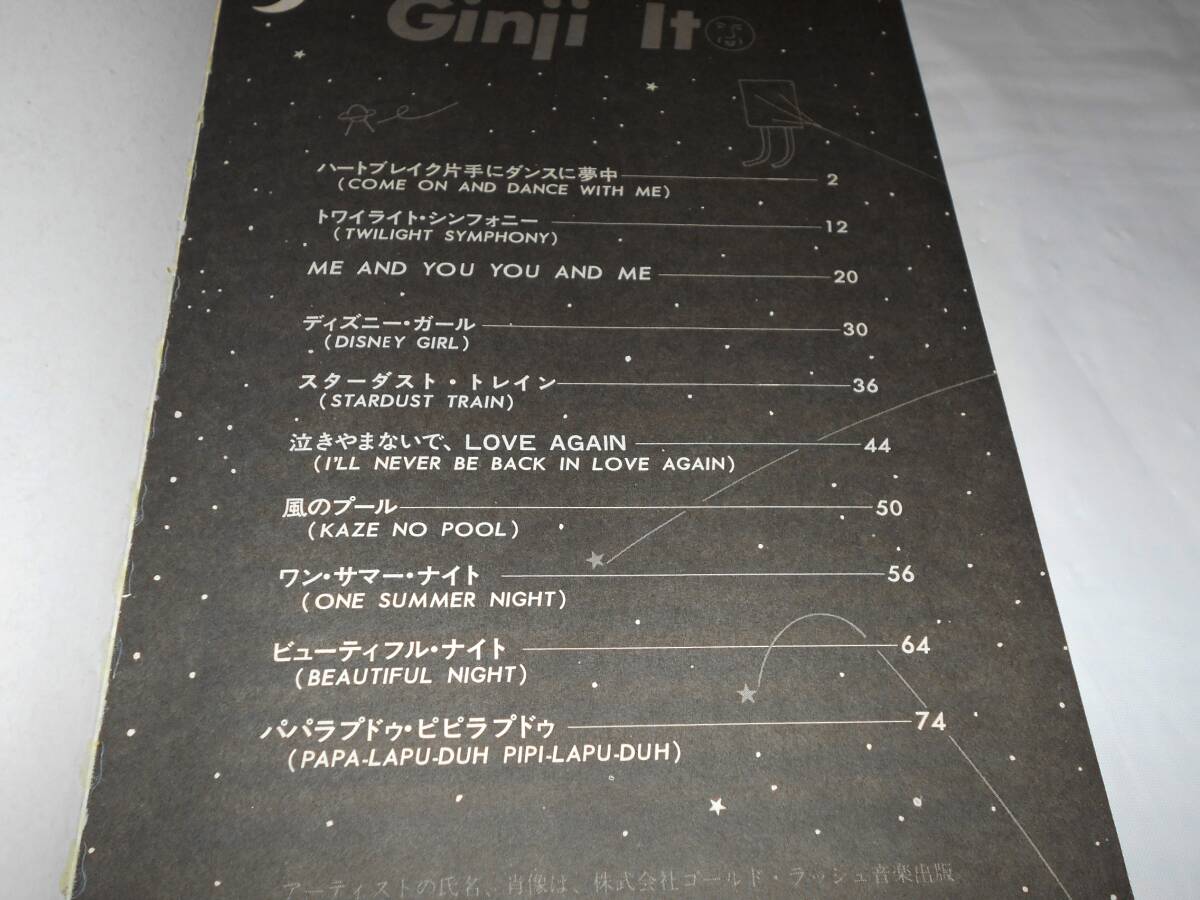 Ginji It
ハートブレイク片手にダンスに夢中 2
(COME ON AND DANCE WITH ME)
トワイライト・シンフォニー 12
(TWILIGHT SYMPHONY)
ME AND YOU YOU AND ME 20
ディズニー・ガール 30
(DISNEY GIRL)
スターダスト・トレイン 36
(STARDUST TRAIN)
泣きやまないで、LOVE AGAIN 44
(I'LL NEVER BE BACK IN LOVE AGAIN)
風のプール 50
(KAZE NO POOL)
ワン・サマー・ナイト 56
(ONE SUMMER NIGHT)
ビューティフル・ナイト 64
(BEAUTIFUL NIGHT)
パパラプドゥ・ピピラプドゥ 74
(PAPA-LAPU-DUH PIPI-LAPU-DUH)
アーティストの氏名、肖像は、株式会社ゴールド・ラッシュ音楽出版